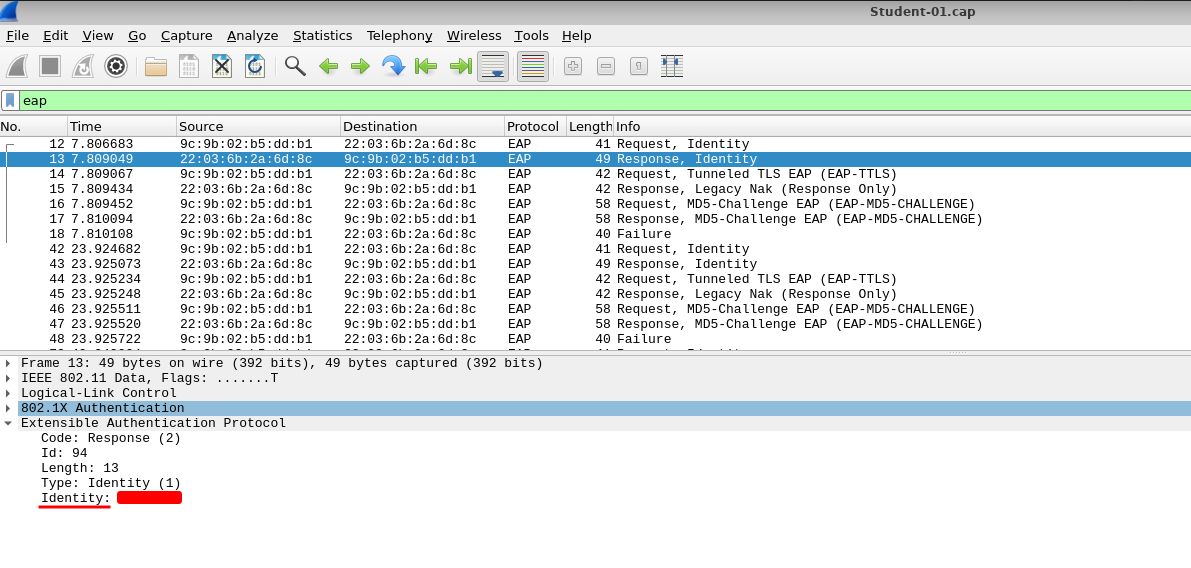 Student-01.cap
File Edit View Go Capture Analyze Statistics Telephony Wireless Tools Help
eap
No. Time Source Destination Protocol Length Info
12 7.806683 9c:9b:02:b5:dd:b1 22:03:6b:2a:6d:8c EAP 41 Request, Identity
13 7.809049 22:03:6b:2a:6d:8c 9c:9b:02:b5:dd:b1 EAP 49 Response, Identity
14 7.809067 9c:9b:02:b5:dd:b1 22:03:6b:2a:6d:8c EAP 42 Request, Tunneled TLS EAP (EAP-TTLS)
15 7.809434 22:03:6b:2a:6d:8c 9c:9b:02:b5:dd:b1 EAP 42 Response, Legacy Nak (Response Only)
16 7.809452 9c:9b:02:b5:dd:b1 22:03:6b:2a:6d:8c EAP 58 Request, MD5-Challenge EAP (EAP-MD5-CHALLENGE)
17 7.810094 22:03:6b:2a:6d:8c 9c:9b:02:b5:dd:b1 EAP 58 Response, MD5-Challenge EAP (EAP-MD5-CHALLENGE)
18 7.810108 9c:9b:02:b5:dd:b1 22:03:6b:2a:6d:8c EAP 40 Failure
42 23.924682 9c:9b:02:b5:dd:b1 22:03:6b:2a:6d:8c EAP 41 Request, Identity
43 23.925073 22:03:6b:2a:6d:8c 9c:9b:02:b5:dd:b1 EAP 49 Response, Identity
44 23.925234 9c:9b:02:b5:dd:b1 22:03:6b:2a:6d:8c EAP 42 Request, Tunneled TLS EAP (EAP-TTLS)
45 23.925248 22:03:6b:2a:6d:8c 9c:9b:02:b5:dd:b1 EAP 42 Response, Legacy Nak (Response Only)
46 23.925511 9c:9b:02:b5:dd:b1 22:03:6b:2a:6d:8c EAP 58 Request, MD5-Challenge EAP (EAP-MD5-CHALLENGE)
47 23.925520 22:03:6b:2a:6d:8c 9c:9b:02:b5:dd:b1 EAP 58 Response, MD5-Challenge EAP (EAP-MD5-CHALLENGE)
48 23.925722 9c:9b:02:b5:dd:b1 22:03:6b:2a:6d:8c EAP 40 Failure
Frame 13: 49 bytes on wire (392 bits), 49 bytes captured (392 bits)
IEEE 802.11 Data, Flags: .......T
Logical-Link Control
802.1X Authentication
Extensible Authentication Protocol
Code: Response (2)
Id: 94
Length: 13
Type: Identity (1)
Identity: